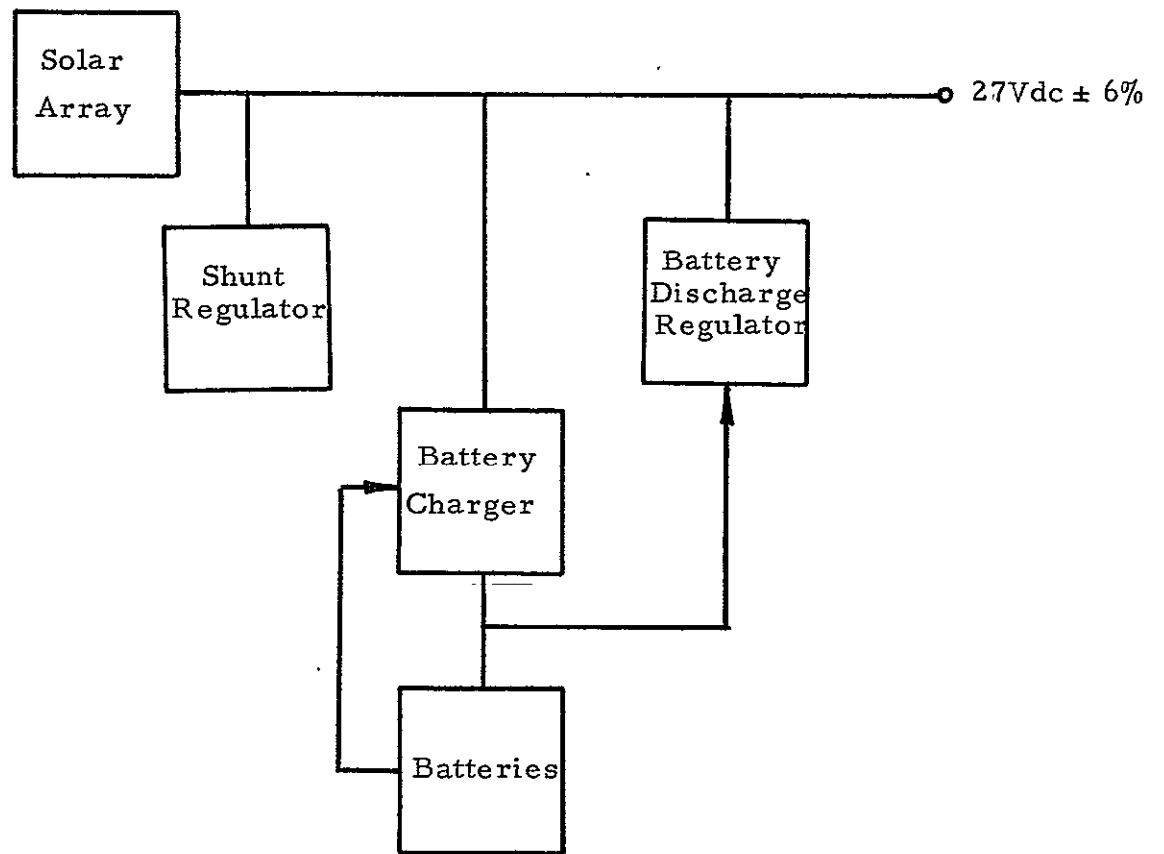 Solar
Array
27Vdc ± 6%
Shunt
Regulator
Battery
Discharge
Regulator
Battery
Charger
Batteries